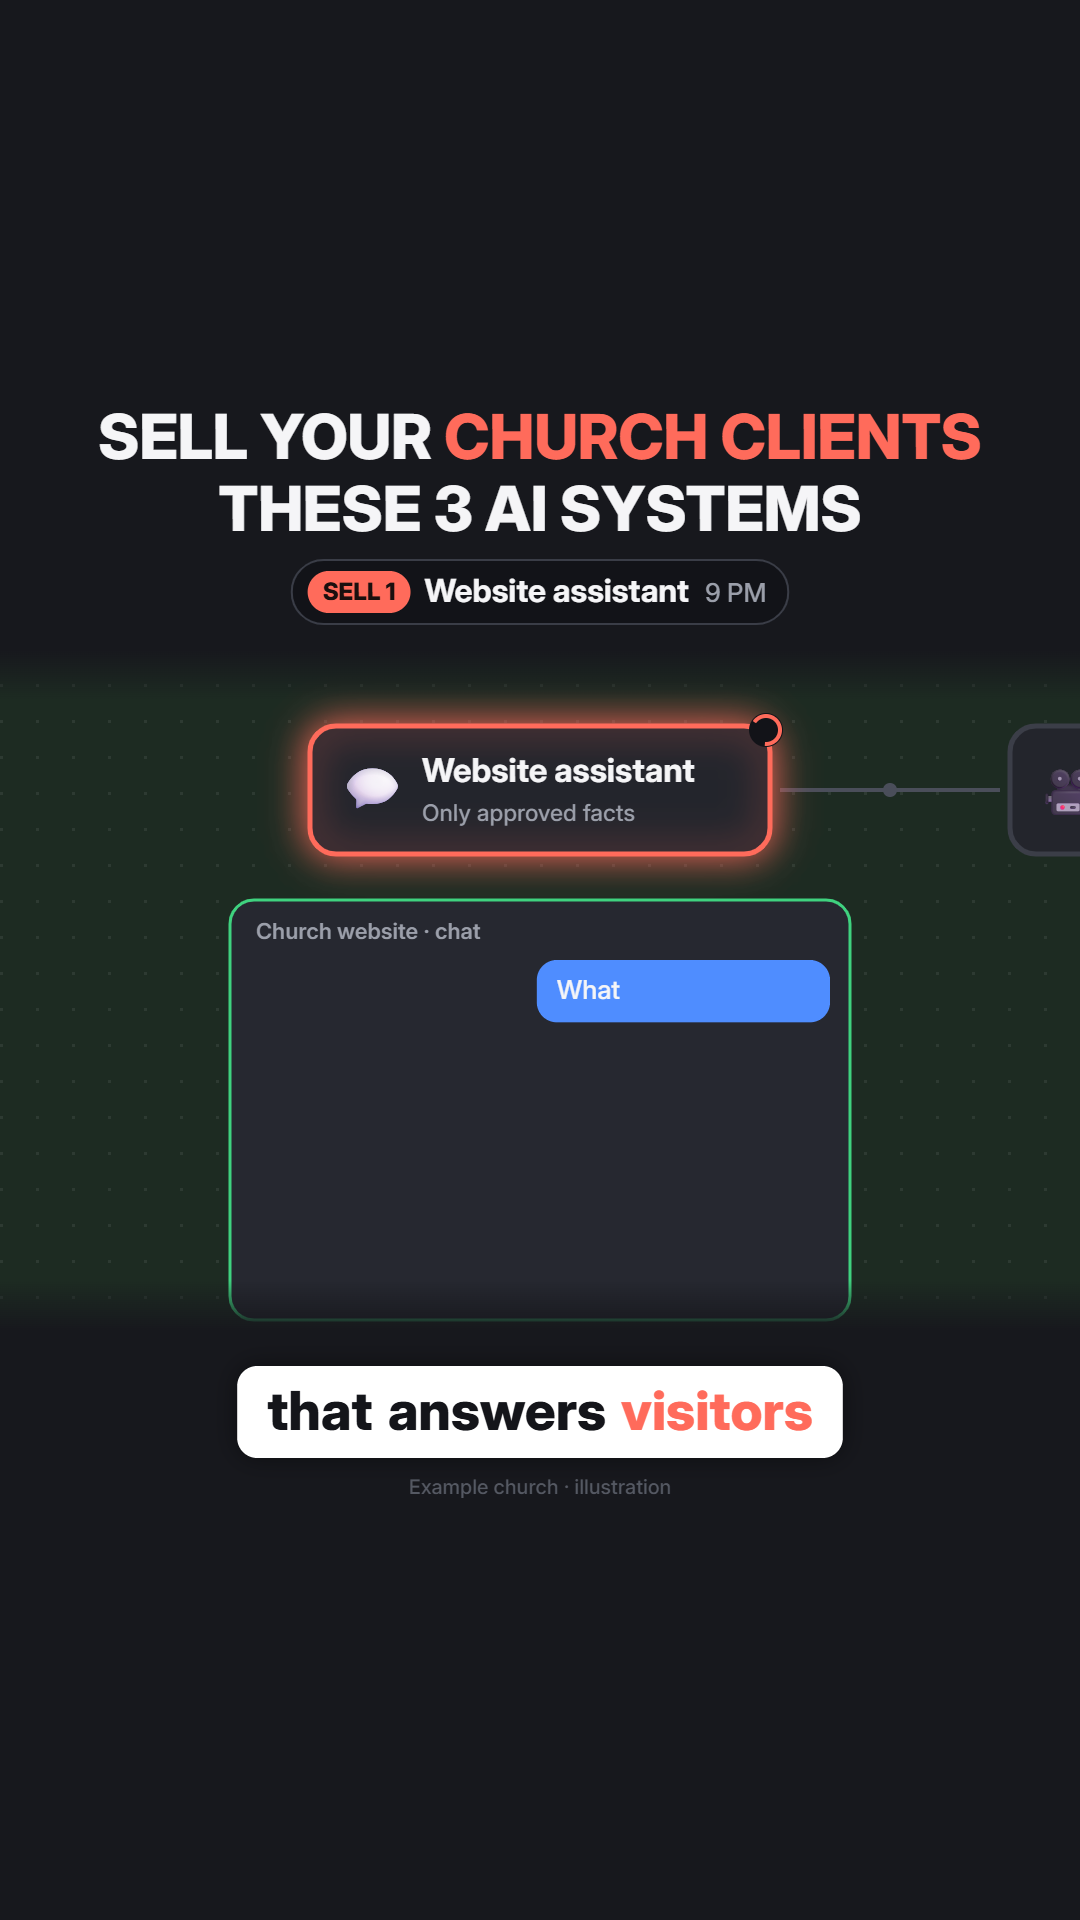 SELL YOUR CHURCH CLIENTS
THESE 3 AI SYSTEMS
SELL 1 Website assistant 9 PM
Website assistant
Only approved facts
Church website · chat
What
that answers visitors
Example church · illustration